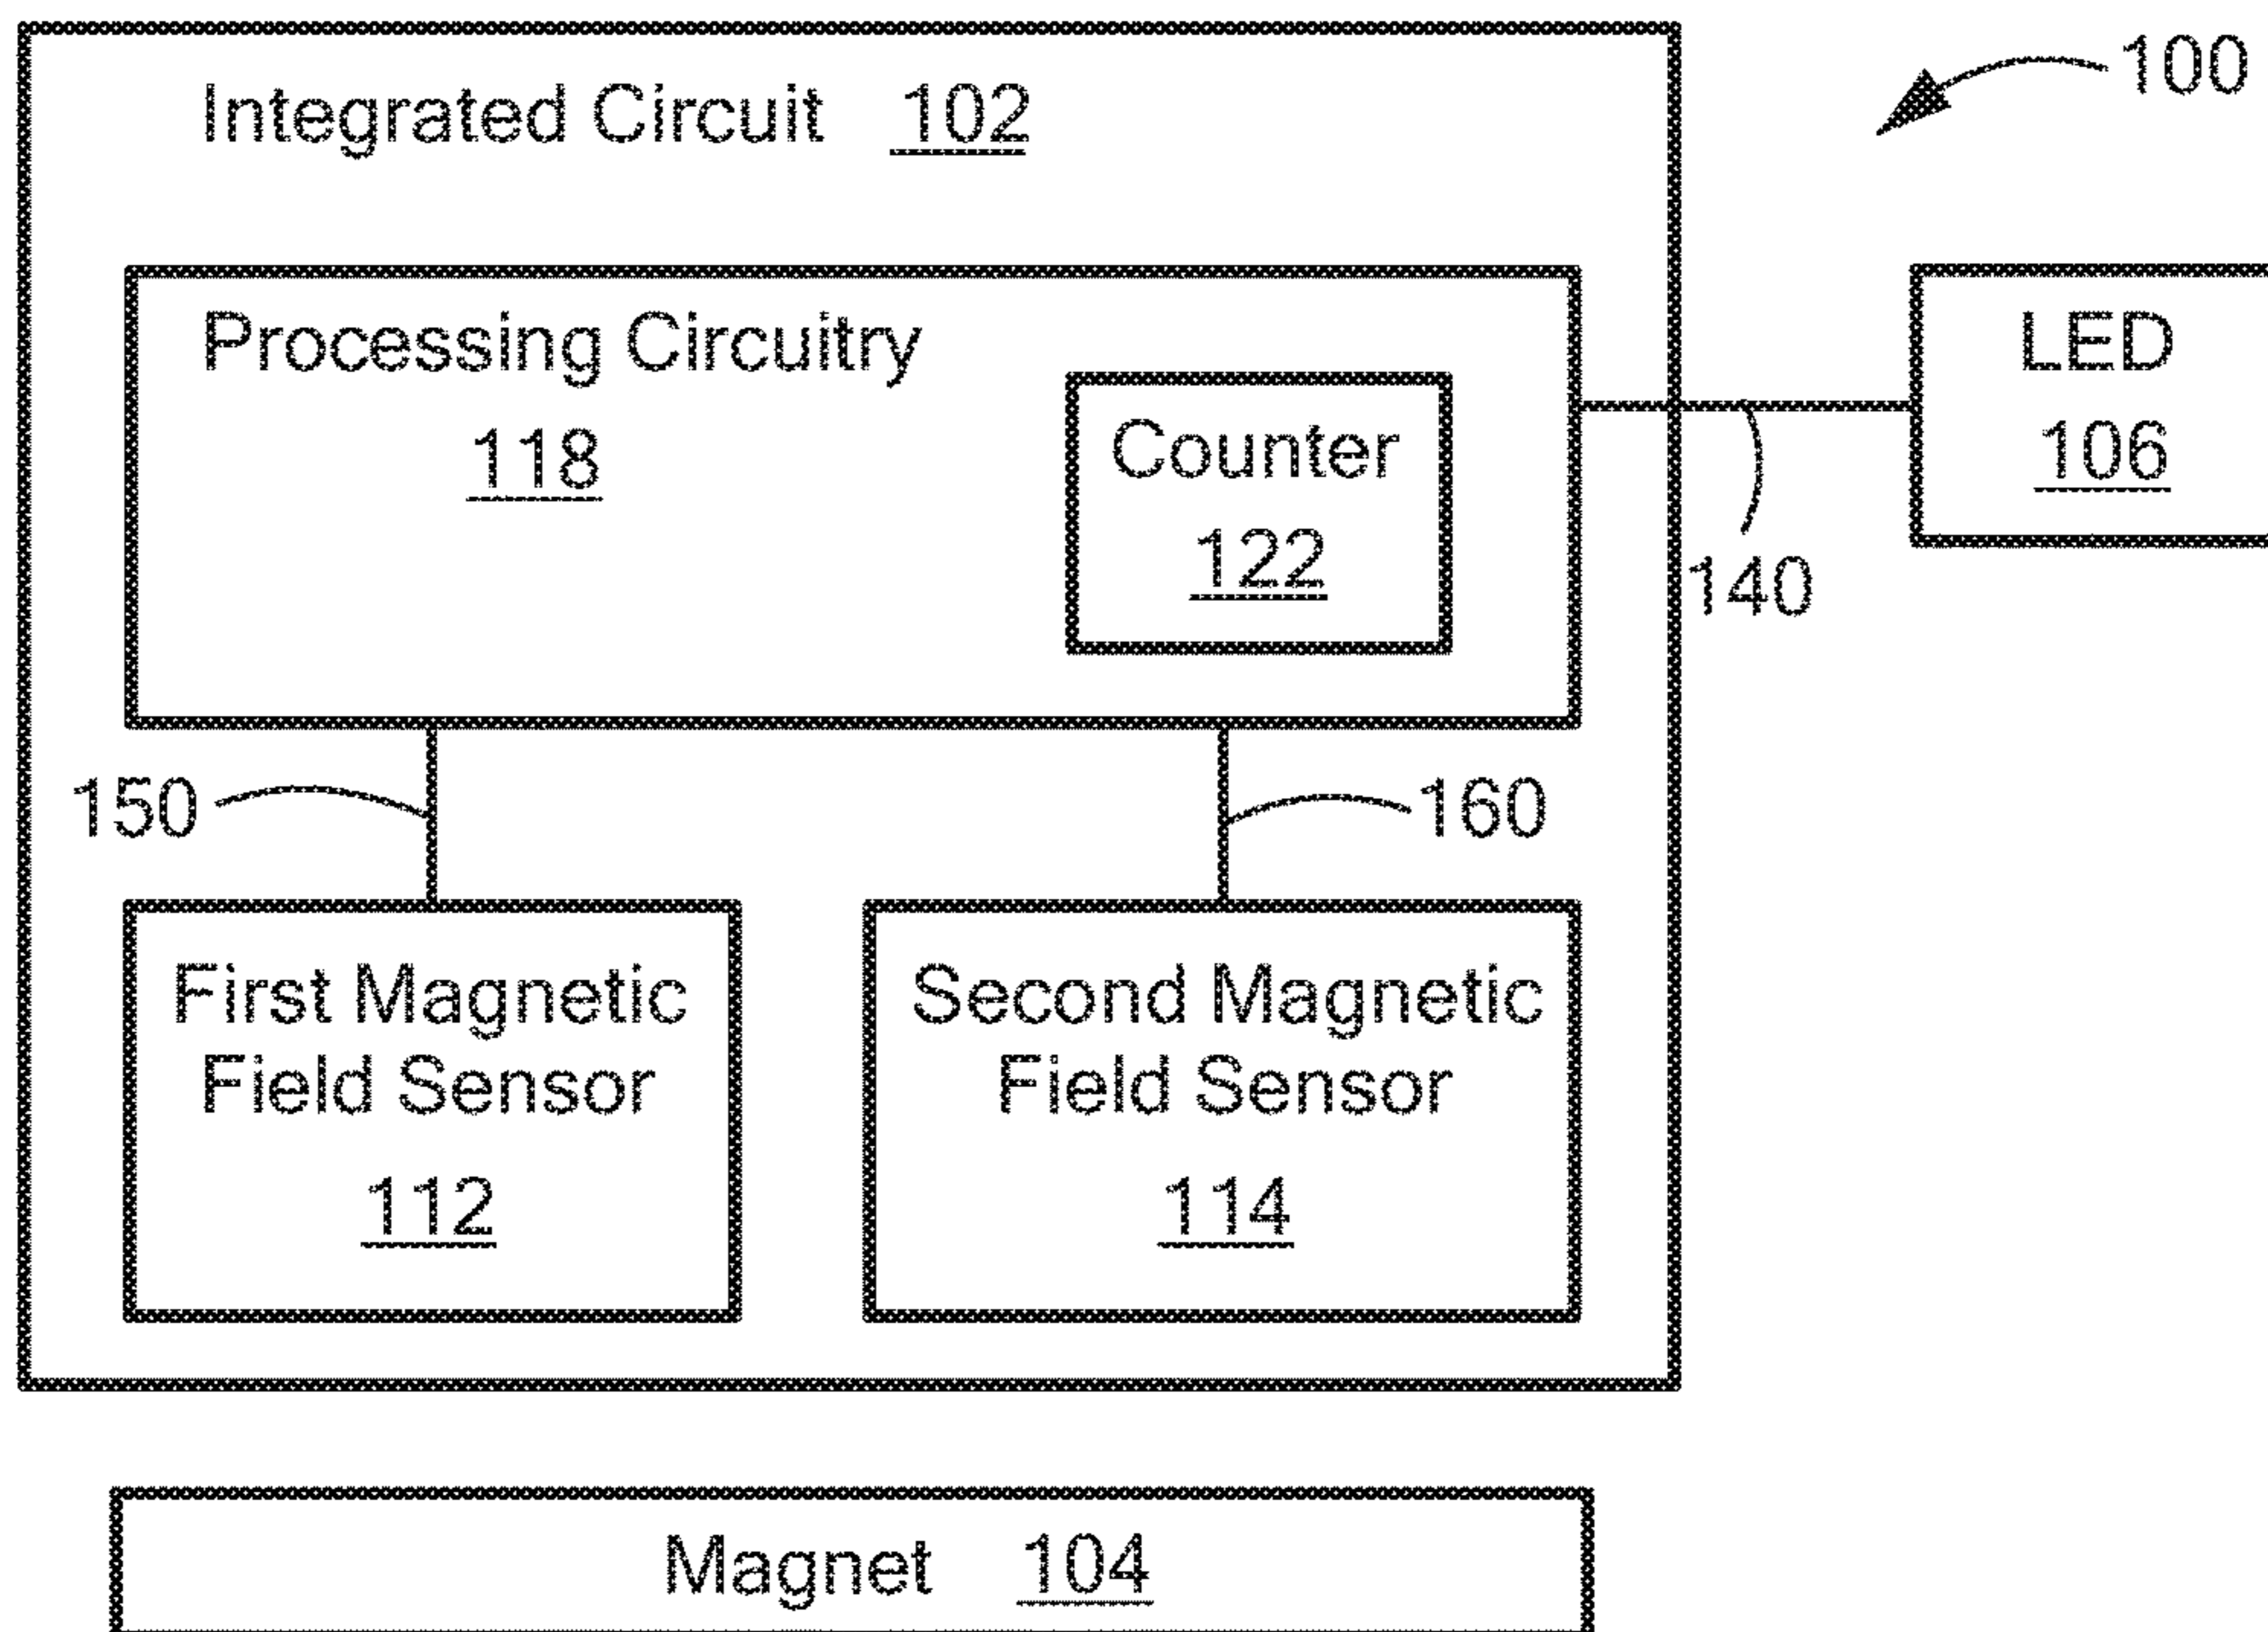 100
Integrated Circuit 102
Processing Circuitry
118
Counter
122
LED
106
140
150
160
First Magnetic
Field Sensor
112
Second Magnetic
Field Sensor
114
Magnet 104